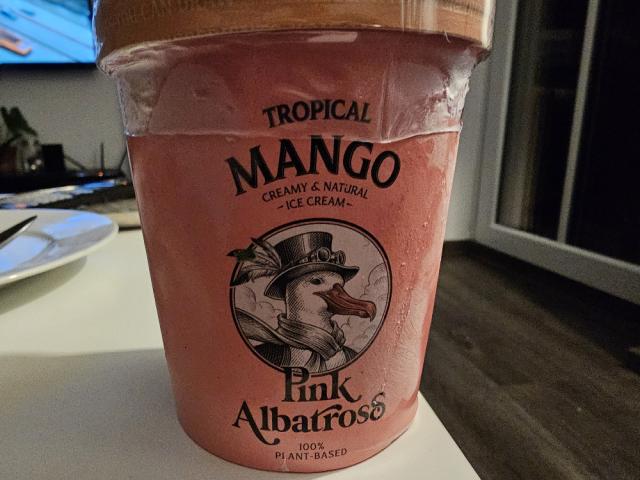 TROPICAL
MANGO
CREAMY & NATURAL
- ICE CREAM -
Pink
Albatross
100%
PLANT-BASED